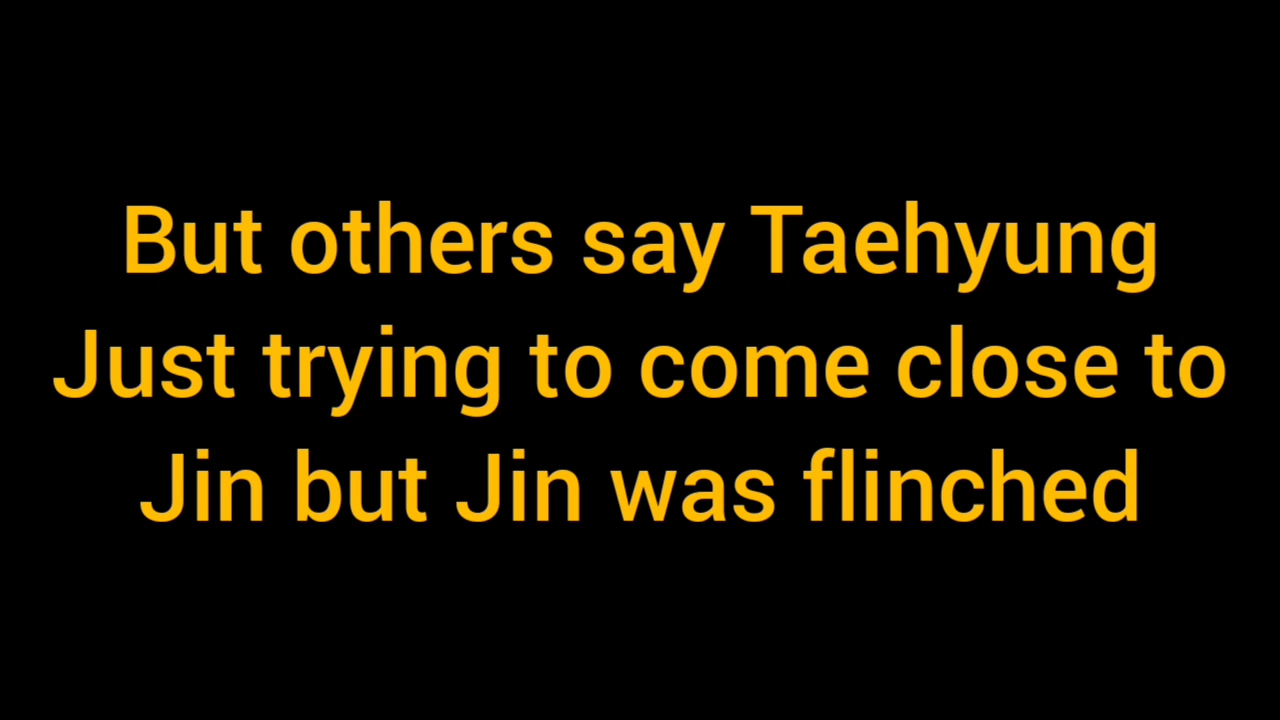 But others say Taehyung
Just trying to come close to
Jin but Jin was flinched